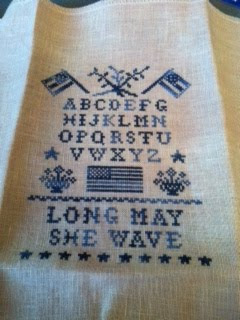 ABCDEFG
HIJKLMN
OPQRSTU
VWXYZ
LONG MAY
SHE WAVE